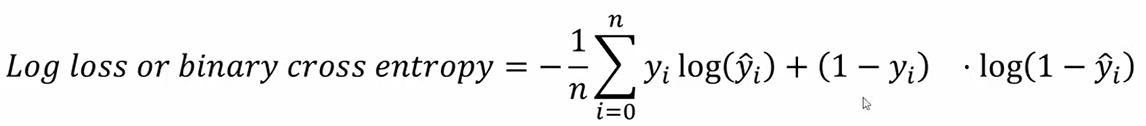 Log loss or binary cross entropy = −1/n ∑_{i=0}^{n} y_i log(ŷ_i) + (1 − y_i) · log(1 − ŷ_i)